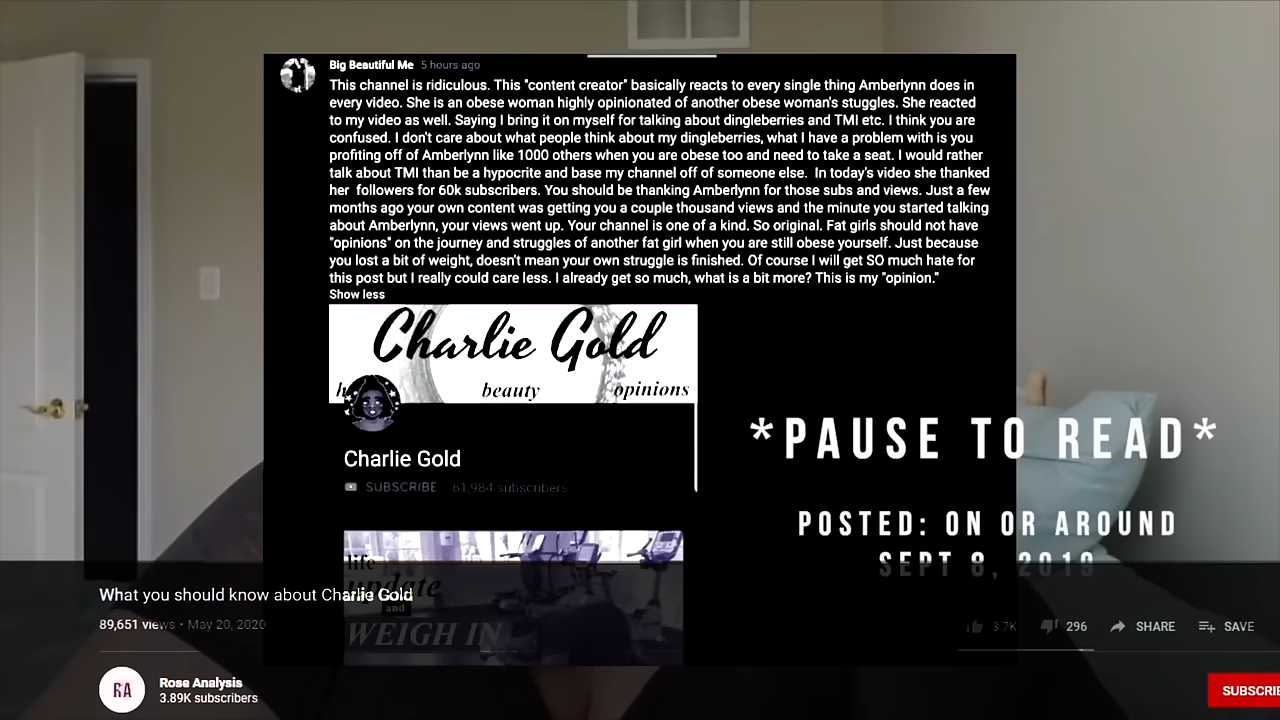 Big Beautiful Me 5 hours ago
This channel is ridiculous. This "content creator" basically reacts to every single thing Amberlynn does in
every video. She is an obese woman highly opinionated of another obese woman's stuggles. She reacted
to my video as well. Saying I bring it on myself for talking about dingleberries and TMI etc. I think you are
confused. I don't care about what people think about my dingleberries, what I have a problem with is you
profiting off of Amberlynn like 1000 others when you are obese too and need to take a seat. I would rather
talk about TMI than be a hypocrite and base my channel off of someone else. In today's video she thanked
her followers for 60k subscribers. You should be thanking Amberlynn for those subs and views. Just a few
months ago your own content was getting you a couple thousand views and the minute you started talking
about Amberlynn, your views went up. Your channel is one of a kind. So original. Fat girls should not have
"opinions" on the journey and struggles of another fat girl when you are still obese yourself. Just because
you lost a bit of weight, doesn't mean your own struggle is finished. Of course I will get SO much hate for
this post but I really could care less. I already get so much, what is a bit more? This is my "opinion."
Show less
Charlie Gold
beauty opinions
Charlie Gold
SUBSCRIBE 61,984 subscribers
*PAUSE TO READ*
POSTED: ON OR AROUND
SEPT 8, 2019
life
update
and
WEIGH IN
What you should know about Charlie Gold
89,651 views • May 20, 2020
3.7K 296 SHARE SAVE
RA
Rose Analysis
3.89K subscribers
SUBSCRIBE